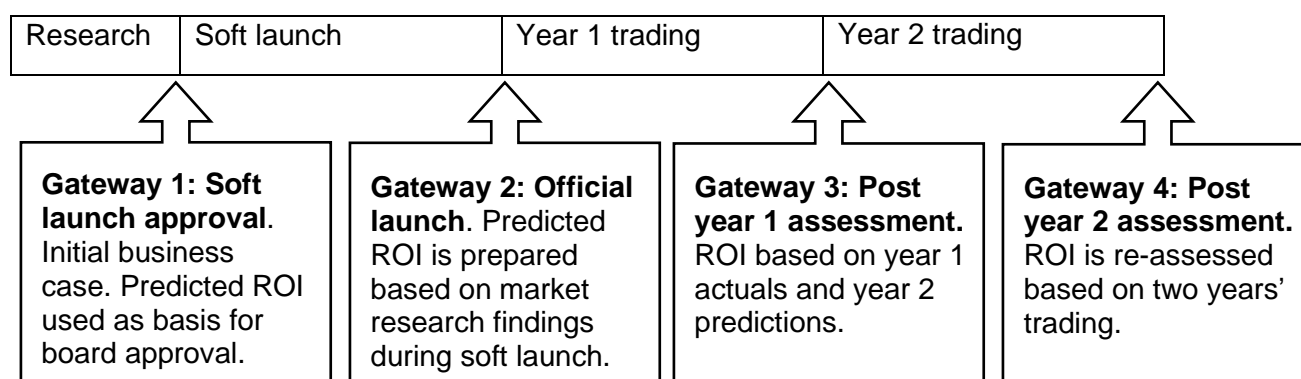 Research
Soft launch
Year 1 trading
Year 2 trading
Gateway 1: Soft
launch approval.
Initial business
case. Predicted ROI
used as basis for
board approval.
Gateway 2: Official
launch. Predicted
ROI is prepared
based on market
research findings
during soft launch.
Gateway 3: Post
year 1 assessment.
ROI based on year 1
actuals and year 2
predictions.
Gateway 4: Post
year 2 assessment.
ROI is re-assessed
based on two years’
trading.